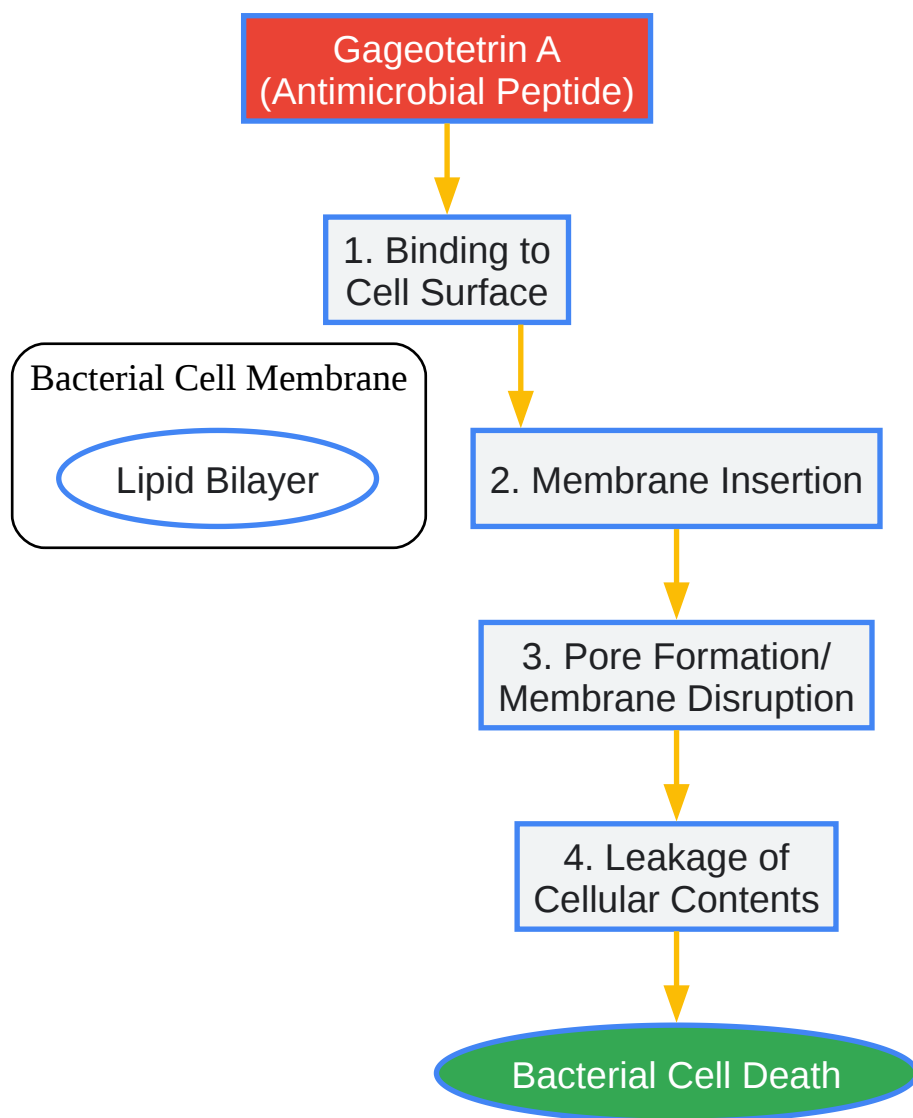 Gageotetrin A
(Antimicrobial Peptide)
1. Binding to
Cell Surface
Bacterial Cell Membrane
Lipid Bilayer
2. Membrane Insertion
3. Pore Formation/
Membrane Disruption
4. Leakage of
Cellular Contents
Bacterial Cell Death